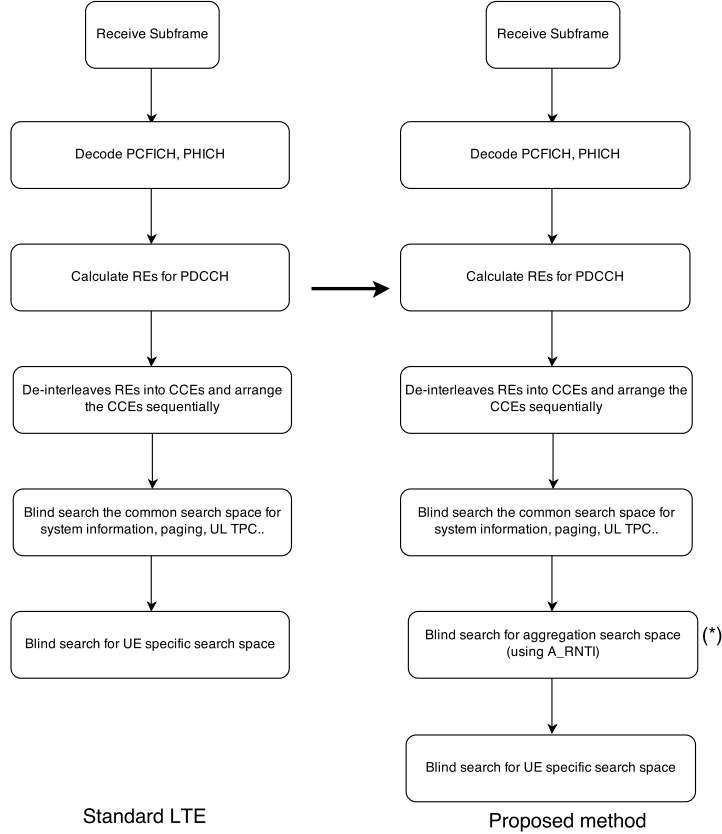 Receive Subframe
Decode PCFICH, PHICH
Calculate REs for PDCCH
De-interleaves REs into CCEs and arrange
the CCEs sequentially
Blind search the common search space for
system information, paging, UL TPC..
Blind search for UE specific search space
Standard LTE
Receive Subframe
Decode PCFICH, PHICH
Calculate REs for PDCCH
De-interleaves REs into CCEs and arrange the
CCEs sequentially
Blind search the common search space for
system information, paging, UL TPC..
Blind search for aggregation search space
(using A_RNTI)
(*)
Blind search for UE specific search space
Proposed method